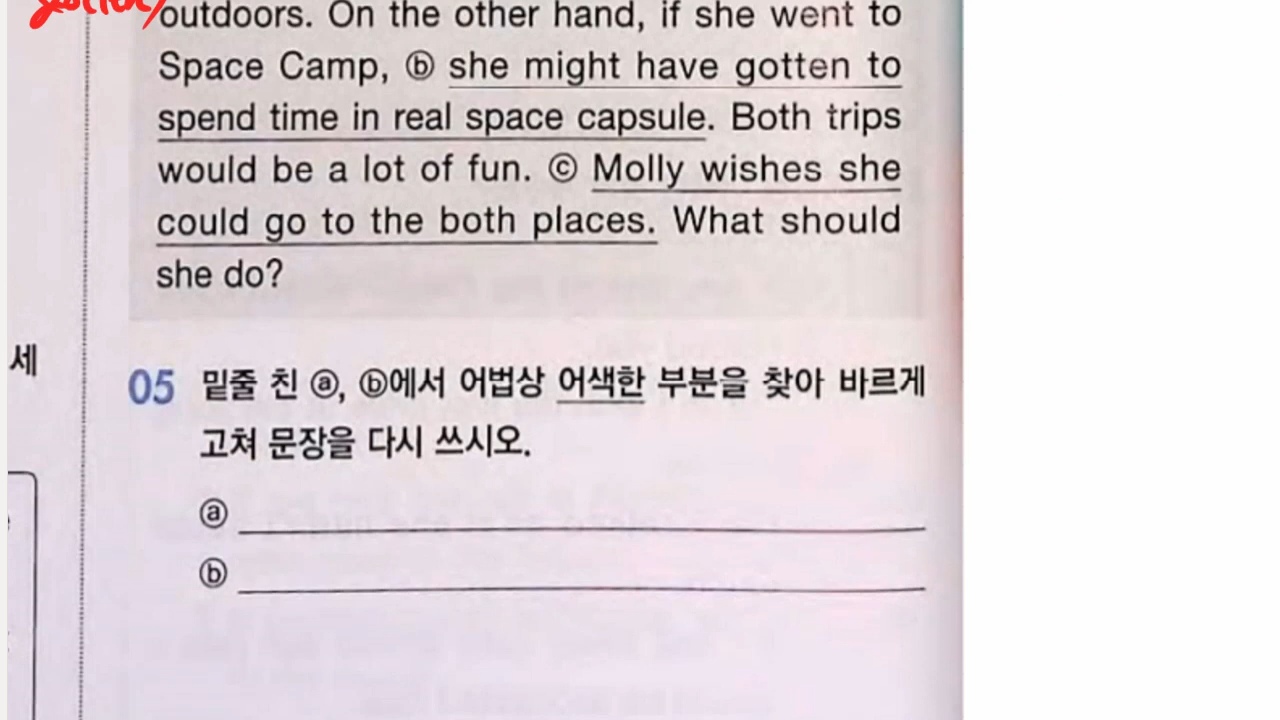 outdoors. On the other hand, if she went to
Space Camp, ⓑ she might have gotten to
spend time in real space capsule. Both trips
would be a lot of fun. ⓒ Molly wishes she
could go to the both places. What should
she do?
세
05 밑줄 친 ⓐ, ⓑ에서 어법상 어색한 부분을 찾아 바르게
고쳐 문장을 다시 쓰시오.
ⓐ
ⓑ